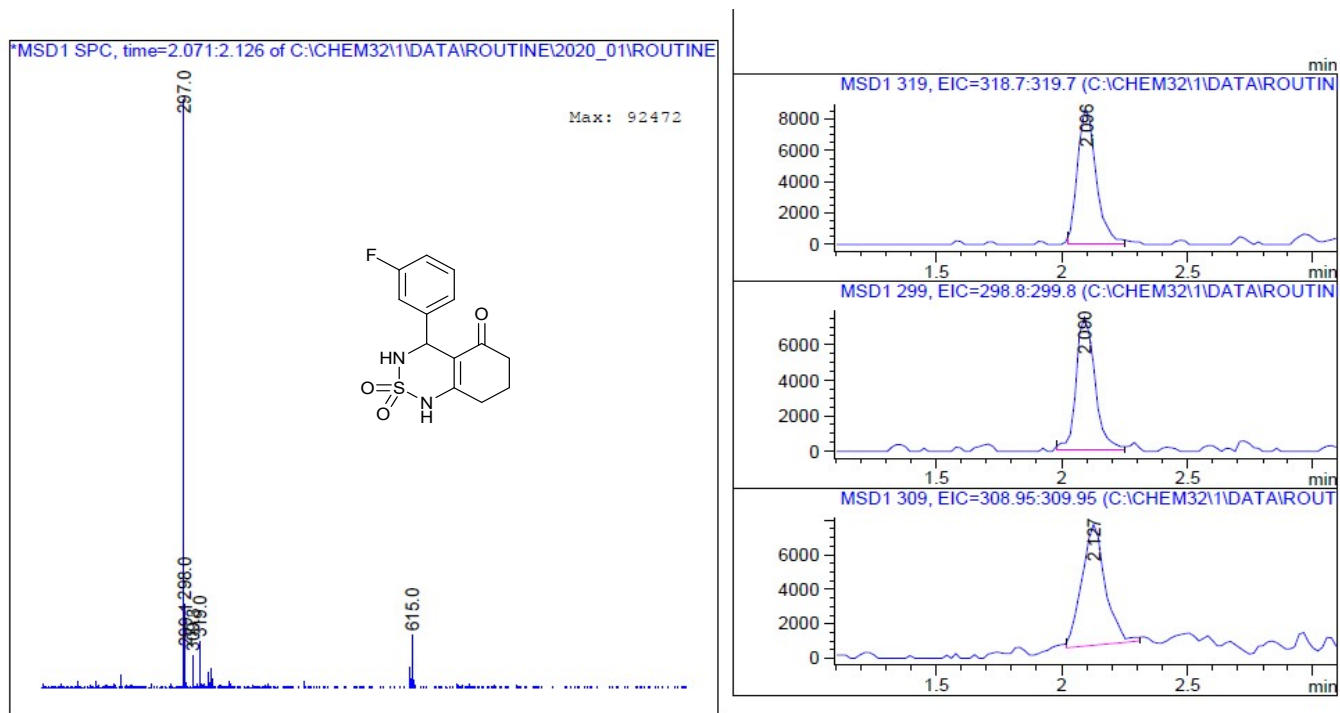 *MSD1 SPC, time=2.071:2.126 of C:\CHEM32\1\DATA\ROUTINE\2020_01\ROUTINE
297.0
Max: 92472
298.0
319.0
615.0
F
O
HN
O
S
O
N
H
min
MSD1 319, EIC=318.7:319.7 (C:\CHEM32\1\DATA\ROUTIN
8000
6000
4000
2000
0
2.096
1.5
2
2.5
min
MSD1 299, EIC=298.8:299.8 (C:\CHEM32\1\DATA\ROUTIN
6000
4000
2000
0
2.090
1.5
2
2.5
min
MSD1 309, EIC=308.95:309.95 (C:\CHEM32\1\DATA\ROUT
6000
4000
2000
0
2.127
1.5
2
2.5
min